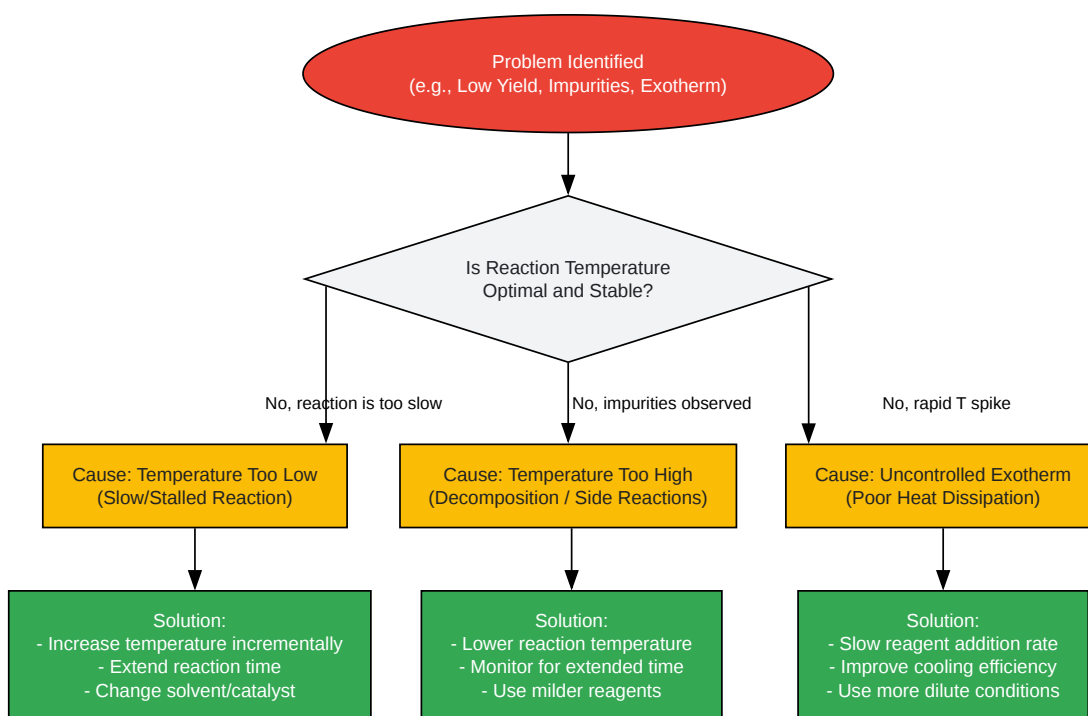 Problem Identified
(e.g., Low Yield, Impurities, Exotherm)
Is Reaction Temperature
Optimal and Stable?
No, reaction is too slow
No, impurities observed
No, rapid T spike
Cause: Temperature Too Low
(Slow/Stalled Reaction)
Cause: Temperature Too High
(Decomposition / Side Reactions)
Cause: Uncontrolled Exotherm
(Poor Heat Dissipation)
Solution:
- Increase temperature incrementally
- Extend reaction time
- Change solvent/catalyst
Solution:
- Lower reaction temperature
- Monitor for extended time
- Use milder reagents
Solution:
- Slow reagent addition rate
- Improve cooling efficiency
- Use more dilute conditions